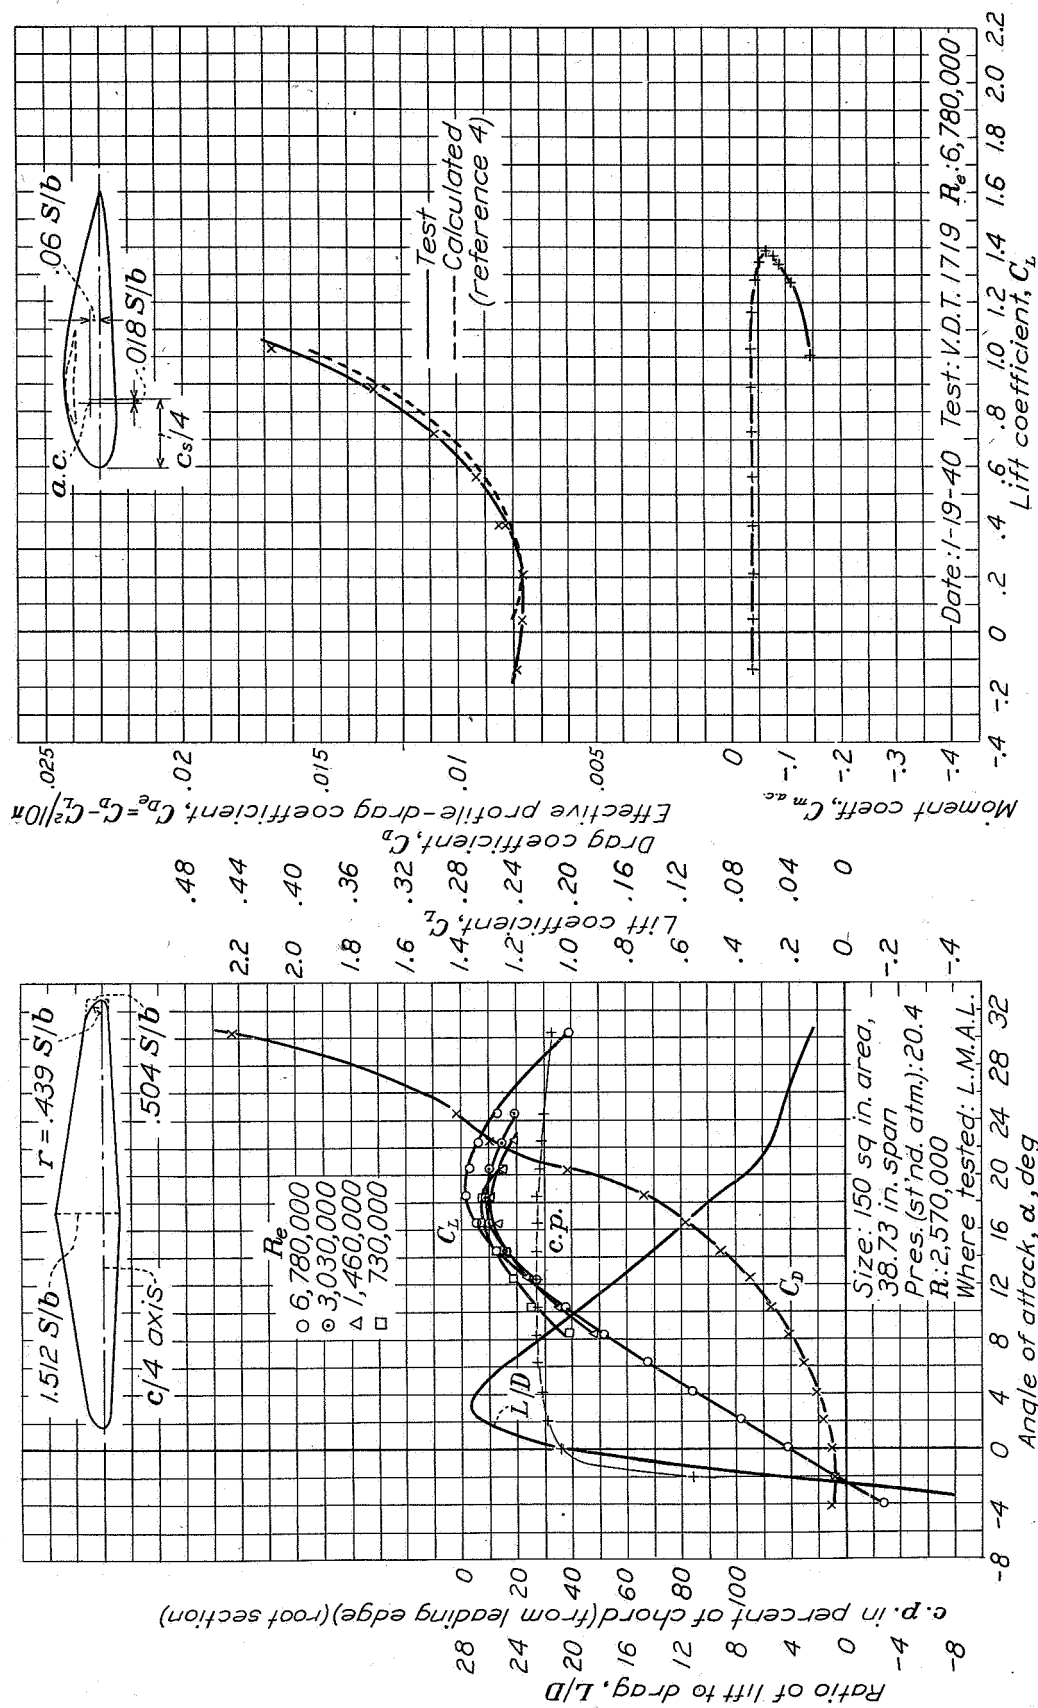 1.512 S/b
r = .439 S/b
c/4 axis
.504 S/b
R_e
○ 6,780,000
⊙ 3,030,000
△ 1,460,000
□ 730,000
C_L
c.p.
L/D
C_D
Size: 150 sq in. area,
38.73 in. span
Pres. (st'nd. atm.): 20.4
R: 2,570,000
Where tested: L.M.A.L.
-8 -4 0 4 8 12 16 20 24 28 32
Angle of attack, α, deg
Ratio of lift to drag, L/D
28 24 20 16 12 8 4 0 -8
c.p. in percent of chord (from leading edge) (root section)
0 20 40 60 80 100
Lift coefficient, C_L
2.2 2.0 1.8 1.6 1.4 1.2 1.0 .8 .6 .4 .2 0 -.2 -.4
Drag coefficient, C_D
.48 .44 .40 .36 .32 .28 .24 .20 .16 .12 .08 .04 0
a.c.
.06 S/b
.018 S/b
c_s/4
Test
Calculated
(reference 4)
Effective profile-drag coefficient, C_De = C_D - C_L²/10π
.025 .02 .015 .01 .005
Moment coeff., C_m a.c.
0 -.1 -.2 -.3 -.4
Date: 1-19-40 Test: V.D.T. 1719 R_e: 6,780,000
-.4 -.2 0 .2 .4 .6 .8 1.0 1.2 1.4 1.6 1.8 2.0 2.2
Lift coefficient, C_L